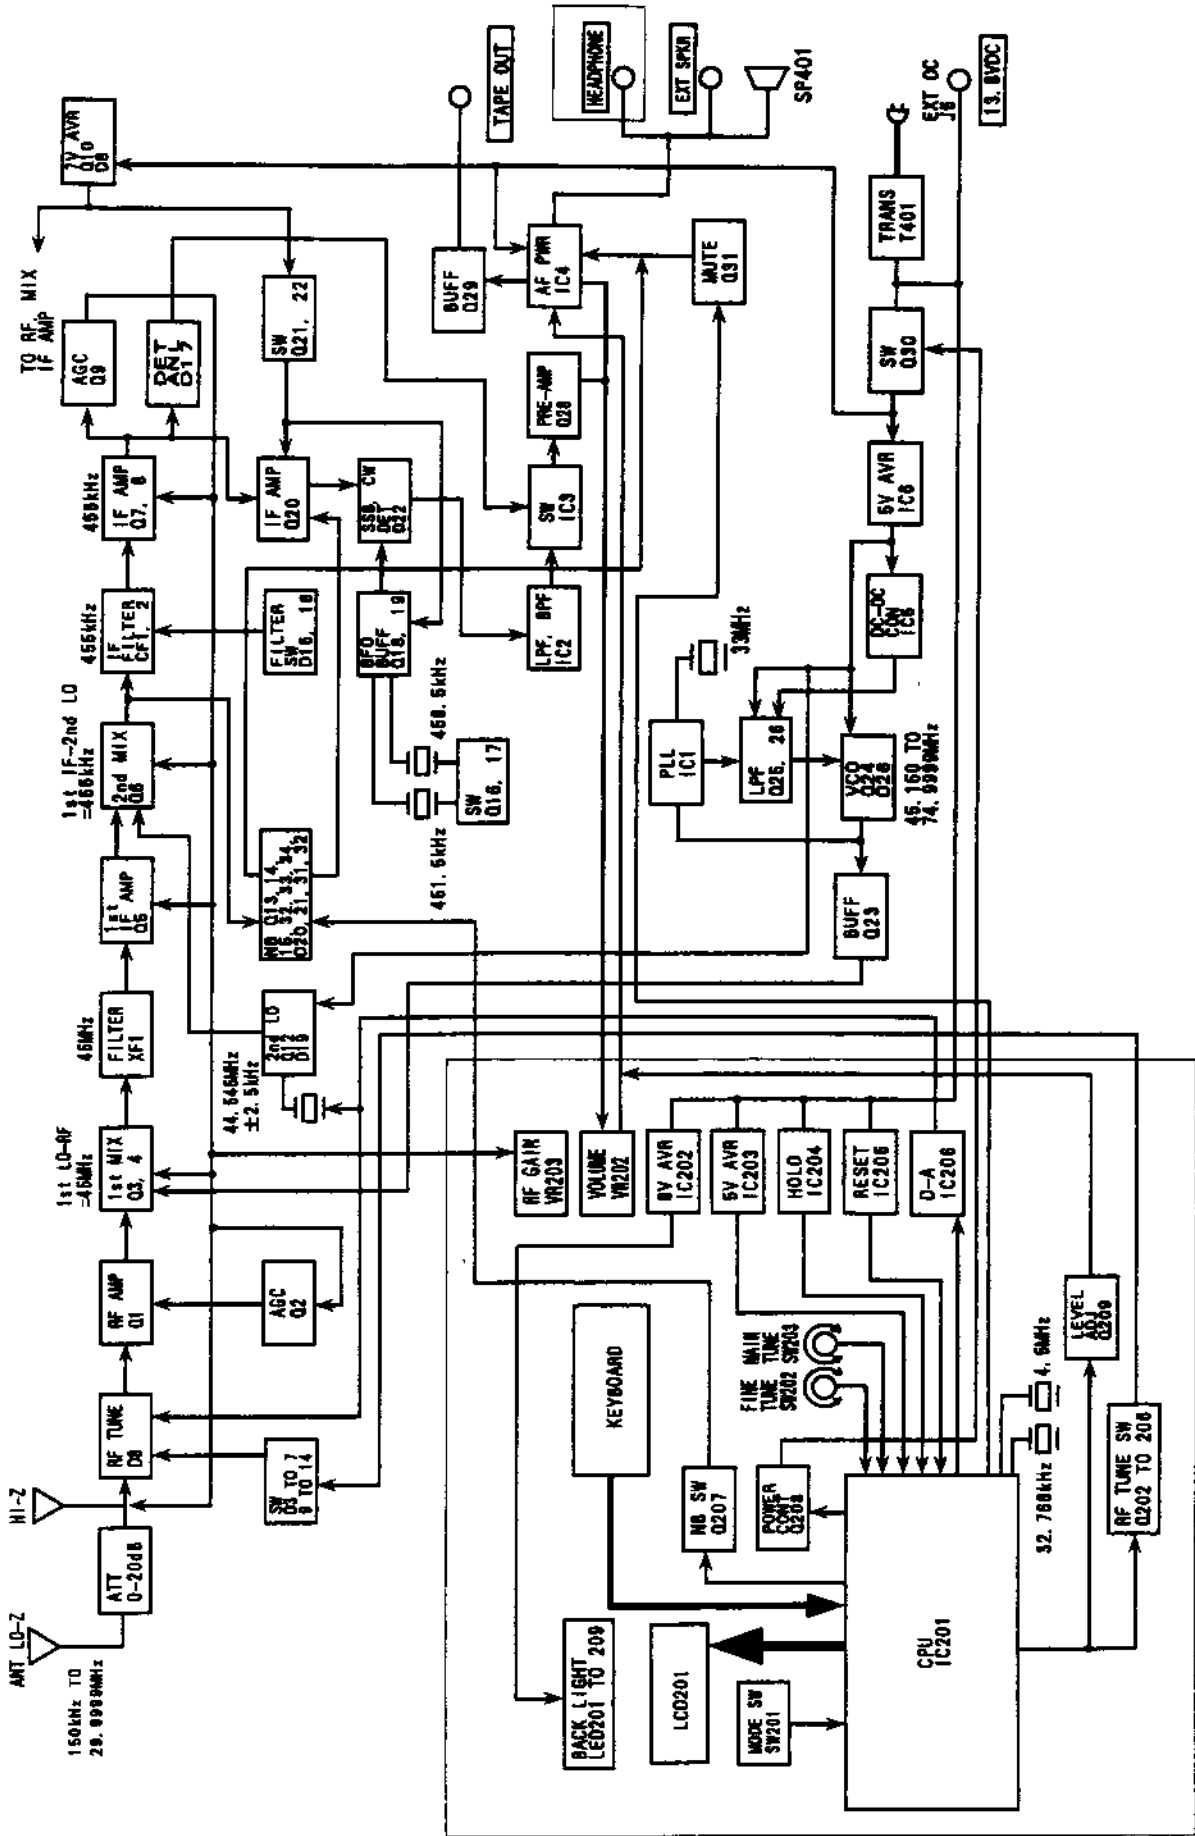 ANT LO-Z
HI-Z
150kHz TO
29.9999MHz
ATT
0-20dB
RF TUNE
D8
RF AMP
Q1
1st LO-RF
=45MHz
1st MIX
Q3, 4
45MHz
FILTER
XF1
1st
IF AMP
Q5
1st IF-2nd LO
=455kHz
2nd MIX
Q6
455kHz
IF
FILTER
CF1, 2
455kHz
IF AMP
Q7, 8
AGC
Q9
DET
ANL
TO RF, MIX
IF AMP
7V AVR
Q10
D8
SW
D3 TO 7
9 TO 14
AGC
Q2
44.545MHz
±2.5kHz
2nd LO
Q12
D19
NB Q13, 14,
D20, 21, 31, 32
FILTER
SW
D15, 18
IF AMP
Q20
SW
Q21, 22
451.5kHz
458.5kHz
SW
Q16, 17
BFO
BUFF
Q18, 19
SSB, CW
DET
Q22
LPF, BPF
IC2
SW
IC3
PRE-AMP
Q28
BUFF
Q29
TAPE OUT
AF PWR
IC4
HEADPHONE
EXT SPKR
SP401
MUTE
Q31
RF GAIN
VR203
VOLUME
VR202
8V AVR
IC202
5V AVR
IC203
HOLD
IC204
RESET
IC205
D-A
IC206
BUFF
Q23
PLL
IC1
33MHz
LPF
Q25, 26
VCO
Q24
D26
45.150 TO
74.9999MHz
DC-DC
CON
IC5
5V AVR
IC6
SW
Q30
TRANS
T401
EXT DC
J6
13.8VDC
KEYBOARD
BACK LIGHT
LED201 TO 209
LCD201
MODE SW
SW201
NB SW
Q207
POWER
CONT
Q208
FINE
TUNE
SW202
MAIN
TUNE
SW203
CPU
IC201
32.768kHz
4.5MHz
LEVEL
ADJ
Q209
RF TUNE SW
Q202 TO 206